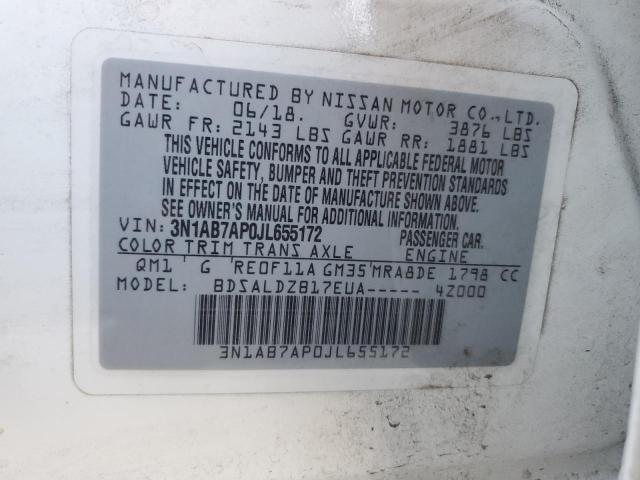 MANUFACTURED BY NISSAN MOTOR CO.,LTD.
DATE: 06/18. GVWR: 3876 LBS
GAWR FR: 2143 LBS GAWR RR: 1881 LBS
THIS VEHICLE CONFORMS TO ALL APPLICABLE FEDERAL MOTOR
VEHICLE SAFETY, BUMPER AND THEFT PREVENTION STANDARDS
IN EFFECT ON THE DATE OF MANUFACTURE SHOWN ABOVE.
SEE OWNER'S MANUAL FOR ADDITIONAL INFORMATION.
VIN: 3N1AB7AP0JL655172 PASSENGER CAR.
COLOR TRIM TRANS AXLE ENGINE
QM1 G RE0F11A GM35 MRA8DE 1798 CC
MODEL: BDSALDZB17EUA----- 42000
3N1AB7AP0JL655172